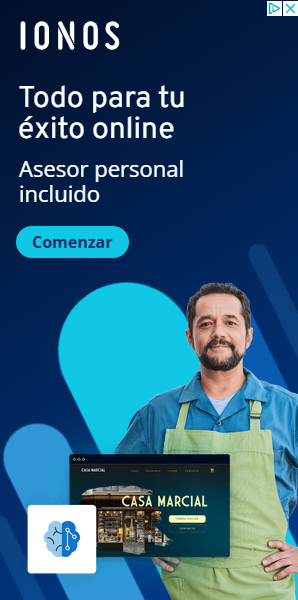 IONOS
Todo para tu
éxito online
Asesor personal
incluido
Comenzar
CASA MARCIAL
CASA MARCIAL